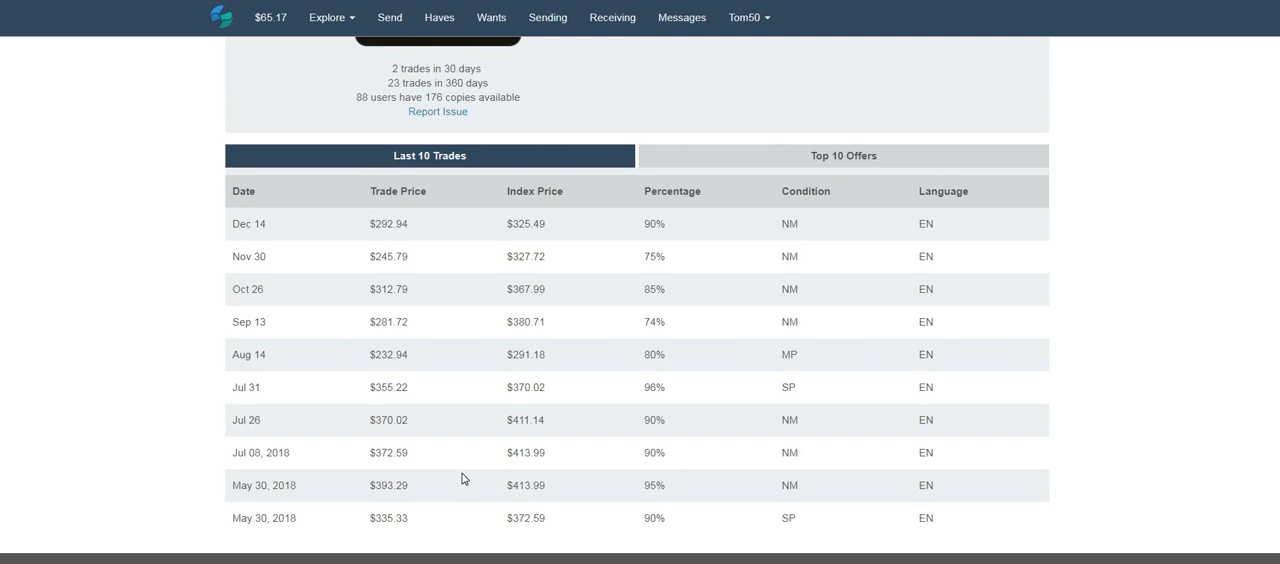 $65.17 Explore Send Haves Wants Sending Receiving Messages Tom50
2 trades in 30 days
23 trades in 360 days
88 users have 176 copies available
Report Issue
Last 10 Trades Top 10 Offers
Date Trade Price Index Price Percentage Condition Language
Dec 14 $292.94 $325.49 90% NM EN
Nov 30 $245.79 $327.72 75% NM EN
Oct 26 $312.79 $367.99 85% NM EN
Sep 13 $281.72 $380.71 74% NM EN
Aug 14 $232.94 $291.18 80% MP EN
Jul 31 $355.22 $370.02 96% SP EN
Jul 26 $370.02 $411.14 90% NM EN
Jul 08, 2018 $372.59 $413.99 90% NM EN
May 30, 2018 $393.29 $413.99 95% NM EN
May 30, 2018 $335.33 $372.59 90% SP EN